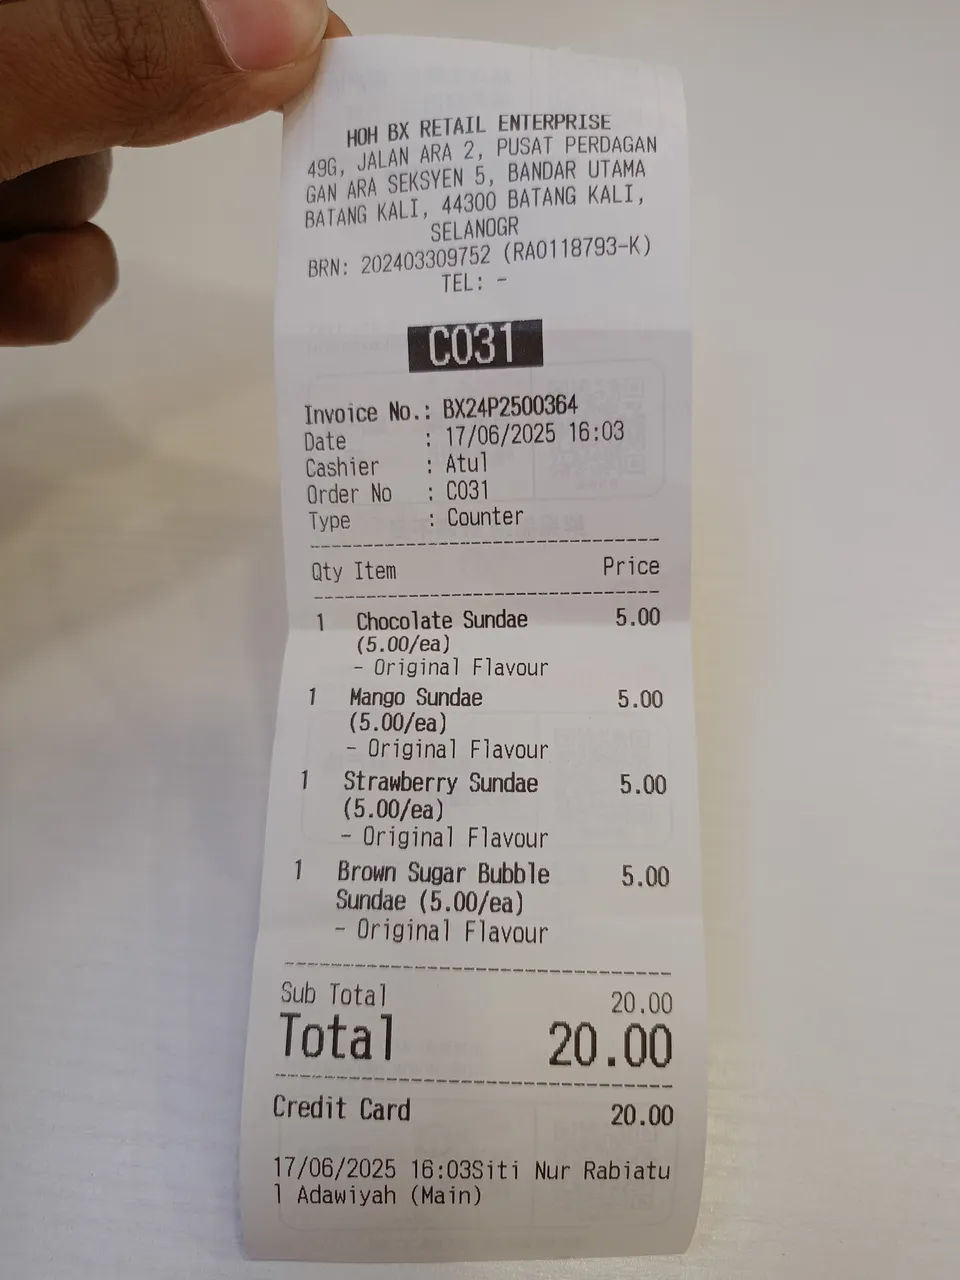 HOH BX RETAIL ENTERPRISE
49G, JALAN ARA 2, PUSAT PERDAGAN
GAN ARA SEKSYEN 5, BANDAR UTAMA
BATANG KALI, 44300 BATANG KALI,
SELANOGR
BRN: 202403309752 (RA0118793-K)
TEL: -
C031
Invoice No.: BX24P2500364
Date : 17/06/2025 16:03
Cashier : Atul
Order No : C031
Type : Counter
Qty Item Price
1 Chocolate Sundae 5.00
(5.00/ea)
- Original Flavour
1 Mango Sundae 5.00
(5.00/ea)
- Original Flavour
1 Strawberry Sundae 5.00
(5.00/ea)
- Original Flavour
1 Brown Sugar Bubble 5.00
Sundae (5.00/ea)
- Original Flavour
Sub Total 20.00
Total 20.00
Credit Card 20.00
17/06/2025 16:03Siti Nur Rabiatu
l Adawiyah (Main)